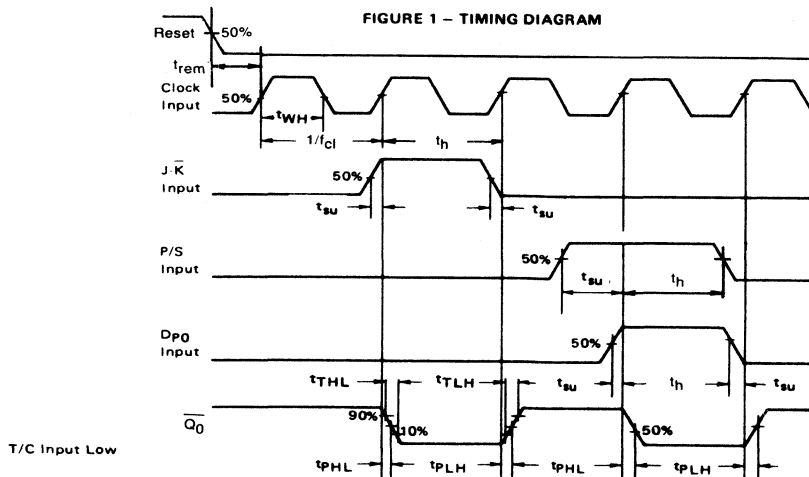 FIGURE 1 – TIMING DIAGRAM
Reset
50%
trem
Clock
Input
50%
tWH
1/fcl
th
J·K̅
Input
50%
tsu
tsu
P/S
Input
50%
tsu
th
DP0
Input
50%
tTHL
tTLH
tsu
th
tsu
Q̅0̅
90%
10%
50%
T/C Input Low
tPHL
tPLH
tPHL
tPLH